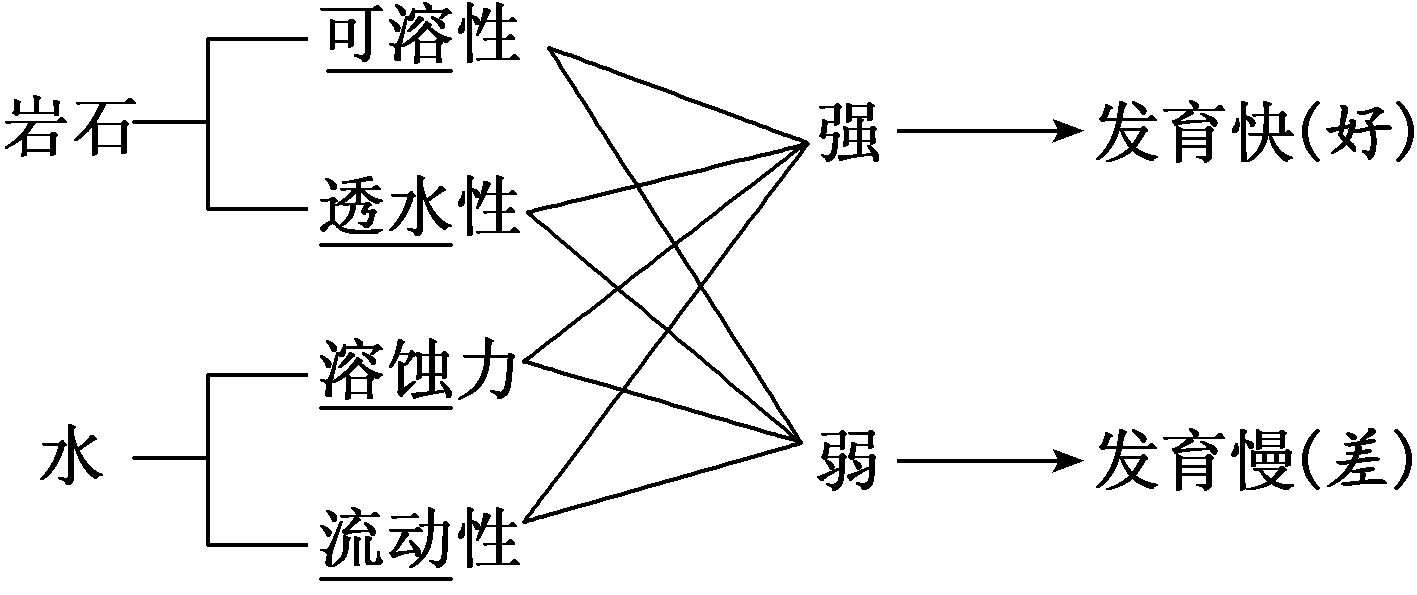 可溶性
岩石
强
发育快(好)
透水性
溶蚀力
水
弱
发育慢(差)
流动性